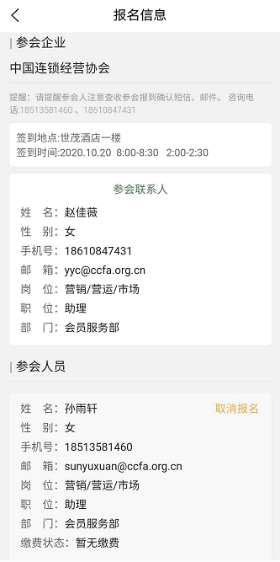 报名信息
参会企业
中国连锁经营协会
提醒：请提醒参会人注意查收参会报到确认短信、邮件。 咨询电
话:18513581460 、18610847431
签到地点:世茂酒店一楼
签到时间:2020.10.20 8:00-8:30 2:00-2:30
参会联系人
姓 名：赵佳薇
性 别：女
手机号：18610847431
邮 箱：yyc@ccfa.org.cn
岗 位：营销/营运/市场
职 位：助理
部 门：会员服务部
参会人员
姓 名：孙雨轩 取消报名
性 别：女
手机号：18513581460
邮 箱：sunyuxuan@ccfa.org.cn
岗 位：营销/营运/市场
职 位：助理
部 门：会员服务部
缴费状态：暂无缴费